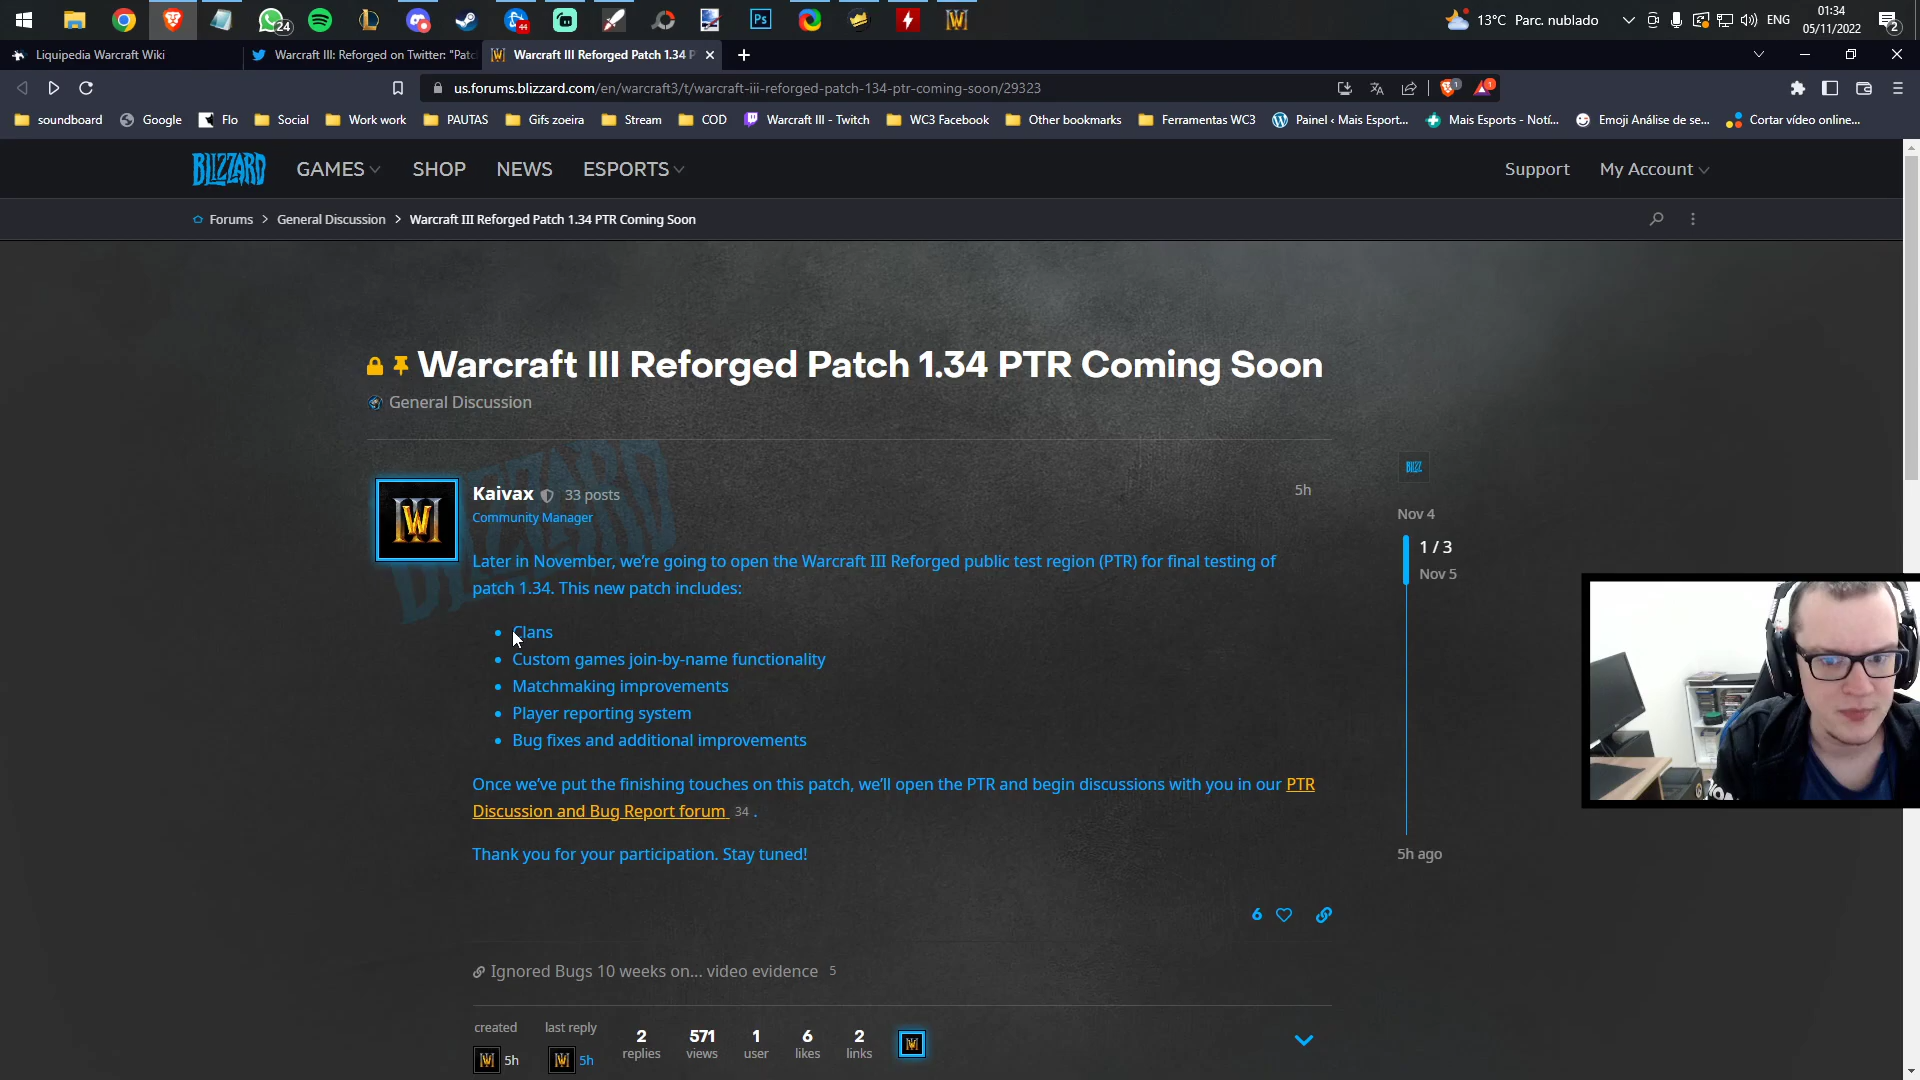 24
44
Ps
13°C Parc. nublado
ENG
01:34
05/11/2022
2
Liquipedia Warcraft Wiki
Warcraft III: Reforged on Twitter: "Patc
Warcraft III Reforged Patch 1.34 P
us.forums.blizzard.com/en/warcraft3/t/warcraft-iii-reforged-patch-134-ptr-coming-soon/29323
1
1
soundboard
Google
Flo
Social
Work work
PAUTAS
Gifs zoeira
Stream
COD
Warcraft III - Twitch
WC3 Facebook
Other bookmarks
Ferramentas WC3
Painel ‹ Mais Esport...
Mais Esports - Notí...
Emoji Análise de se...
Cortar vídeo online...
BLIZZARD
GAMES
SHOP
NEWS
ESPORTS
Support
My Account
Forums > General Discussion > Warcraft III Reforged Patch 1.34 PTR Coming Soon
Warcraft III Reforged Patch 1.34 PTR Coming Soon
General Discussion
BLIZZARD
Kaivax 33 posts
5h
Community Manager
BLIZZ
Nov 4
1 / 3
Nov 5
Later in November, we're going to open the Warcraft III Reforged public test region (PTR) for final testing of
patch 1.34. This new patch includes:
• Clans
• Custom games join-by-name functionality
• Matchmaking improvements
• Player reporting system
• Bug fixes and additional improvements
Once we've put the finishing touches on this patch, we'll open the PTR and begin discussions with you in our PTR
Discussion and Bug Report forum 34 .
Thank you for your participation. Stay tuned!
5h ago
6
Ignored Bugs 10 weeks on... video evidence 5
created
5h
last reply
5h
2
replies
571
views
1
user
6
likes
2
links